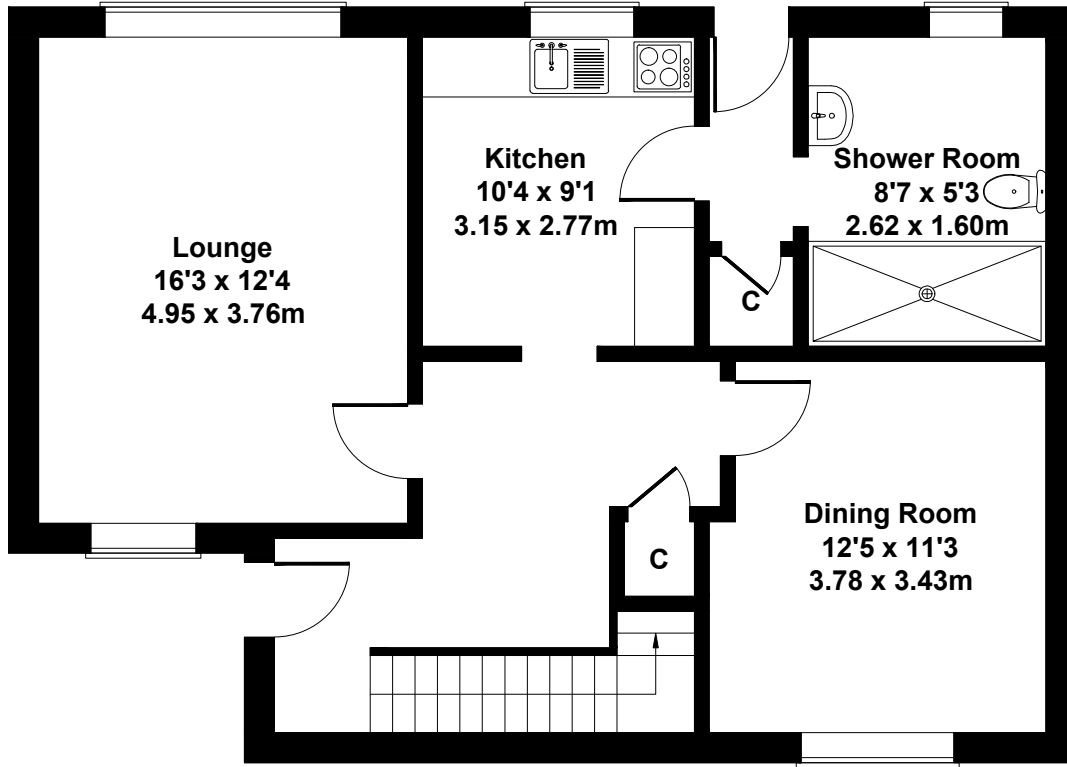 Kitchen
10'4 x 9'1
3.15 x 2.77m
Shower Room
8'7 x 5'3
2.62 x 1.60m
Lounge
16'3 x 12'4
4.95 x 3.76m
C
Dining Room
12'5 x 11'3
3.78 x 3.43m
C